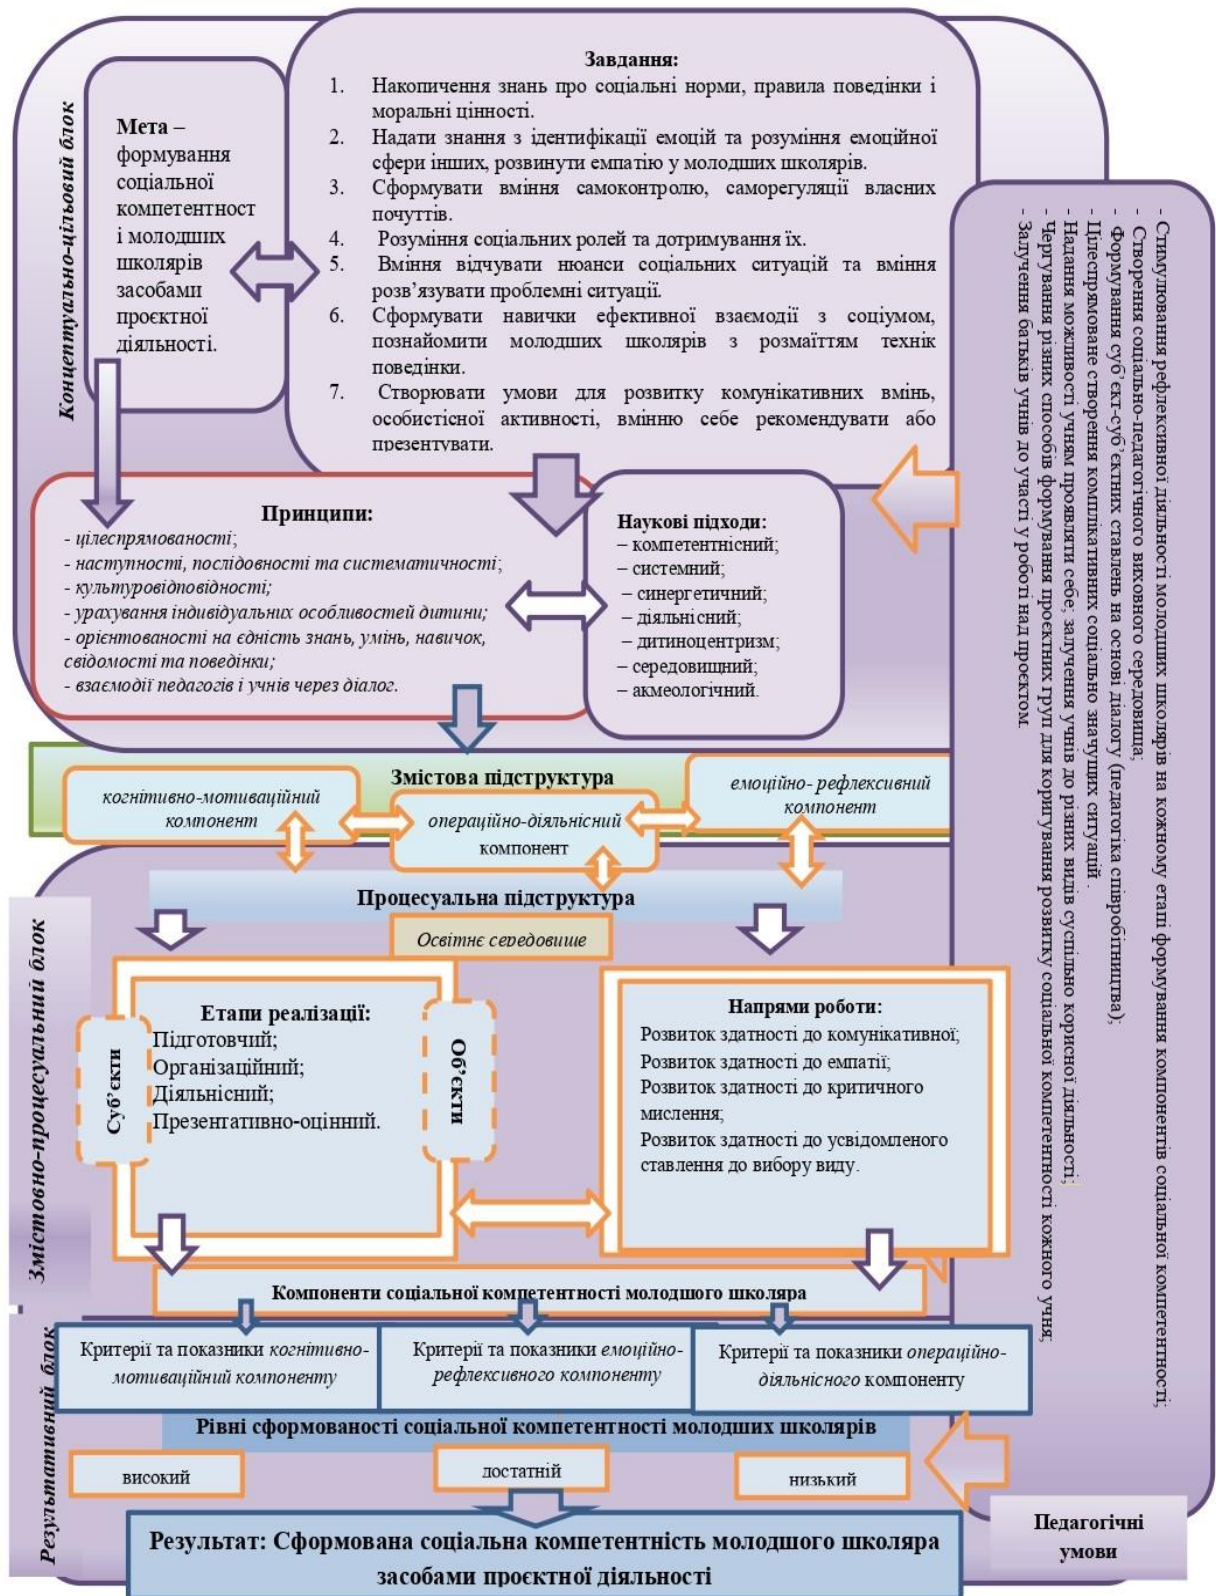 Концептуально-цільовий блок
Мета –
формування
соціальної
компетентност
і молодших
школярів
засобами
проєктної
діяльності.
Завдання:
1. Накопичення знань про соціальні норми, правила поведінки і
моральні цінності.
2. Надати знання з ідентифікації емоцій та розуміння емоційної
сфери інших, розвинути емпатію у молодших школярів.
3. Сформувати вміння самоконтролю, саморегуляції власних
почуттів.
4. Розуміння соціальних ролей та дотримування їх.
5. Вміння відчувати нюанси соціальних ситуацій та вміння
розв’язувати проблемні ситуації.
6. Сформувати навички ефективної взаємодії з соціумом,
познайомити молодших школярів з розмаїттям технік
поведінки.
7. Створювати умови для розвитку комунікативних вмінь,
особистісної активності, вмінню себе рекомендувати або
презентувати.
Принципи:
- цілеспрямованості;
- наступності, послідовності та систематичності;
- культуровідповідності;
- урахування індивідуальних особливостей дитини;
- орієнтованості на єдність знань, умінь, навичок,
свідомості та поведінки;
- взаємодії педагогів і учнів через діалог.
Наукові підходи:
– компетентнісний;
– системний;
– синергетичний;
– діяльнісний;
– дитиноцентризм;
– середовищний;
– акмеологічний.
- Стимулювання рефлексивної діяльності молодших школярів на кожному етапі формування компонентів соціальної компетентності;
- Створення соціально-педагогічного виховного середовища;
- Формування суб’єкт-суб’єктних ставлень на основі діалогу (педагогіка співробітництва);
- Цілеспрямоване створення комплікативних соціально значущих ситуацій .
- Надання можливості учням проявляти себе; залучення учнів до різних видів суспільно корисної діяльності;
- Чергування різних способів формування проєктних груп для коригування розвитку соціальної компетентності кожного учня;
- Залучення батьків учнів до участі у роботі над проєктом.
Педагогічні
умови
Змістова підструктура
когнітивно-мотиваційний
компонент
операційно-діяльнісний
компонент
емоційно- рефлексивний
компонент
Змістовно-процесуальний блок
Процесуальна підструктура
Освітнє середовище
Суб’єкти
Етапи реалізації:
Підготовчий;
Організаційний;
Діяльнісний;
Презентативно-оцінний.
Об’єкти
Напрями роботи:
Розвиток здатності до комунікативної;
Розвиток здатності до емпатії;
Розвиток здатності до критичного
мислення;
Розвиток здатності до усвідомленого
ставлення до вибору виду.
Компоненти соціальної компетентності молодшого школяра
Результативний блок
Критерії та показники когнітивно-
мотиваційний компоненту
Критерії та показники емоційно-
рефлексивного компоненту
Критерії та показники операційно-
діяльнісного компоненту
Рівні сформованості соціальної компетентності молодших школярів
високий
достатній
низький
Результат: Сформована соціальна компетентність молодшого школяра
засобами проєктної діяльності